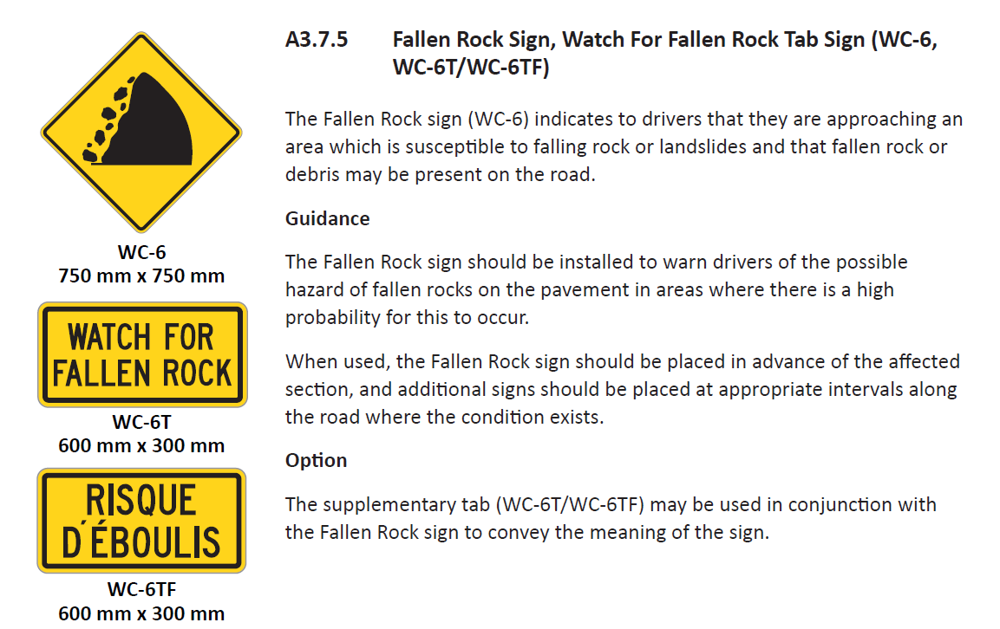 A3.7.5 Fallen Rock Sign, Watch For Fallen Rock Tab Sign (WC-6,
WC-6T/WC-6TF)
The Fallen Rock sign (WC-6) indicates to drivers that they are approaching an
area which is susceptible to falling rock or landslides and that fallen rock or
debris may be present on the road.
Guidance
The Fallen Rock sign should be installed to warn drivers of the possible
hazard of fallen rocks on the pavement in areas where there is a high
probability for this to occur.
When used, the Fallen Rock sign should be placed in advance of the affected
section, and additional signs should be placed at appropriate intervals along
the road where the condition exists.
Option
The supplementary tab (WC-6T/WC-6TF) may be used in conjunction with
the Fallen Rock sign to convey the meaning of the sign.
WC-6
750 mm x 750 mm
WATCH FOR
FALLEN ROCK
WC-6T
600 mm x 300 mm
RISQUE
D'ÉBOULIS
WC-6TF
600 mm x 300 mm